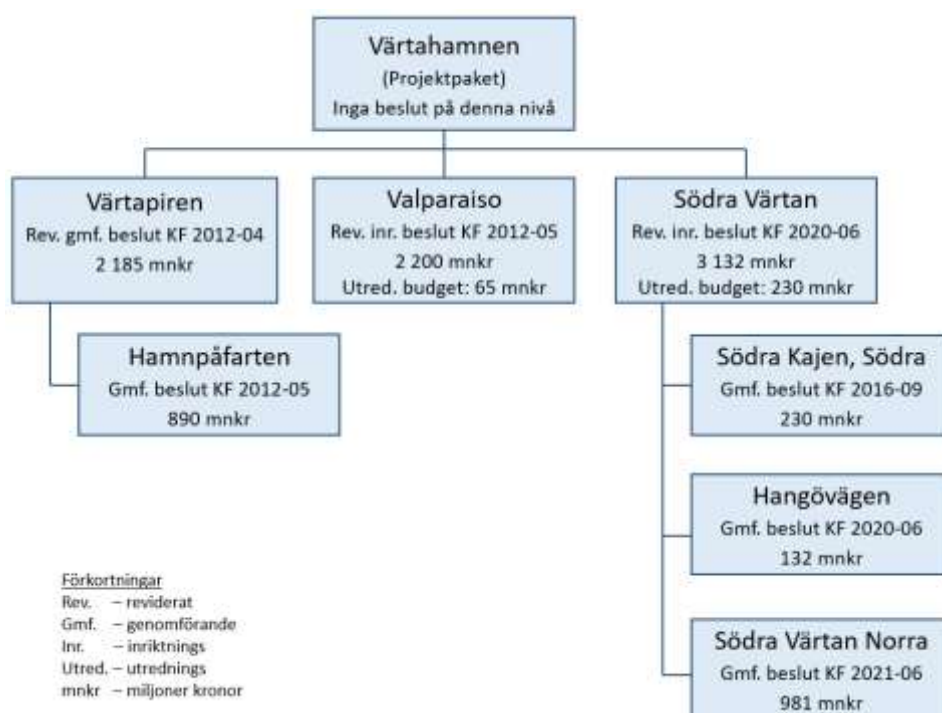 Värtahamnen
(Projektpaket)
Inga beslut på denna nivå
Värtapiren
Rev. gmf. beslut KF 2012-04
2 185 mnkr
Valparaiso
Rev. inr. beslut KF 2012-05
2 200 mnkr
Utred. budget: 65 mnkr
Södra Värtan
Rev. inr. beslut KF 2020-06
3 132 mnkr
Utred. budget: 230 mnkr
Hamnpåfarten
Gmf. beslut KF 2012-05
890 mnkr
Södra Kajen, Södra
Gmf. beslut KF 2016-09
230 mnkr
Hangövägen
Gmf. beslut KF 2020-06
132 mnkr
Södra Värtan Norra
Gmf. beslut KF 2021-06
981 mnkr
Förkortningar
Rev. – reviderat
Gmf. – genomförande
Inr. – inriktnings
Utred. – utrednings
mnkr – miljoner kronor